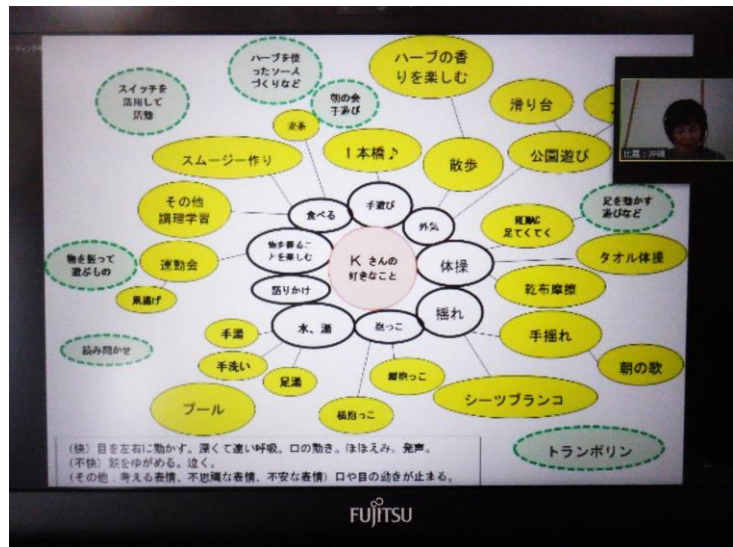 ハーブを使
ったソース
づくりなど
ハーブの香
りを楽しむ
スイッチを
活用して
活動
朝の会
手遊び
滑り台
比嘉：沖縄
1本橋♪
スムージー作り
散歩
公園遊び
手遊び
その他
調理学習
食べる
外気
足を動かす
遊びなど
足でくてく
Kさんの
好きなこと
物を握るこ
とを楽しむ
体操
タオル体操
物を振って
遊ぶもの
運動会
語りかけ
乾布摩擦
凧揚げ
水、湯
抱っこ
揺れ
手湯
手揺れ
読み聞かせ
手洗い
足湯
朝の歌
プール
横抱っこ
シーツブランコ
（快）目を左右に動かす。深くて速い呼吸。口の動き。ほほえみ。発声。
（不快）顔をゆがめる。泣く。
（その他：考える表情、不思議な表情、不安な表情）口や目の動きが止まる。
トランポリン
FUJITSU